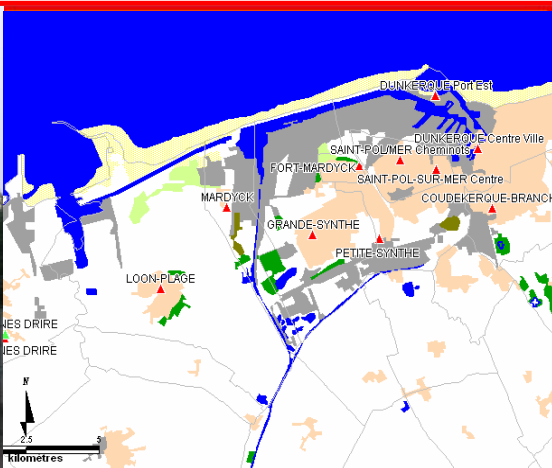 DUNKERQUE Port Est
DUNKERQUE Centre Ville
SAINT-POL/MER Cheminots
FORT-MARDYCK
SAINT-POL-SUR-MER Centre
MARDYCK
COUDEKERQUE-BRANCH
GRANDE-SYNTHE
PETITE-SYNTHE
LOON-PLAGE
NES DRIRE
NES DRIRE
N
2.5 5
kilomètres